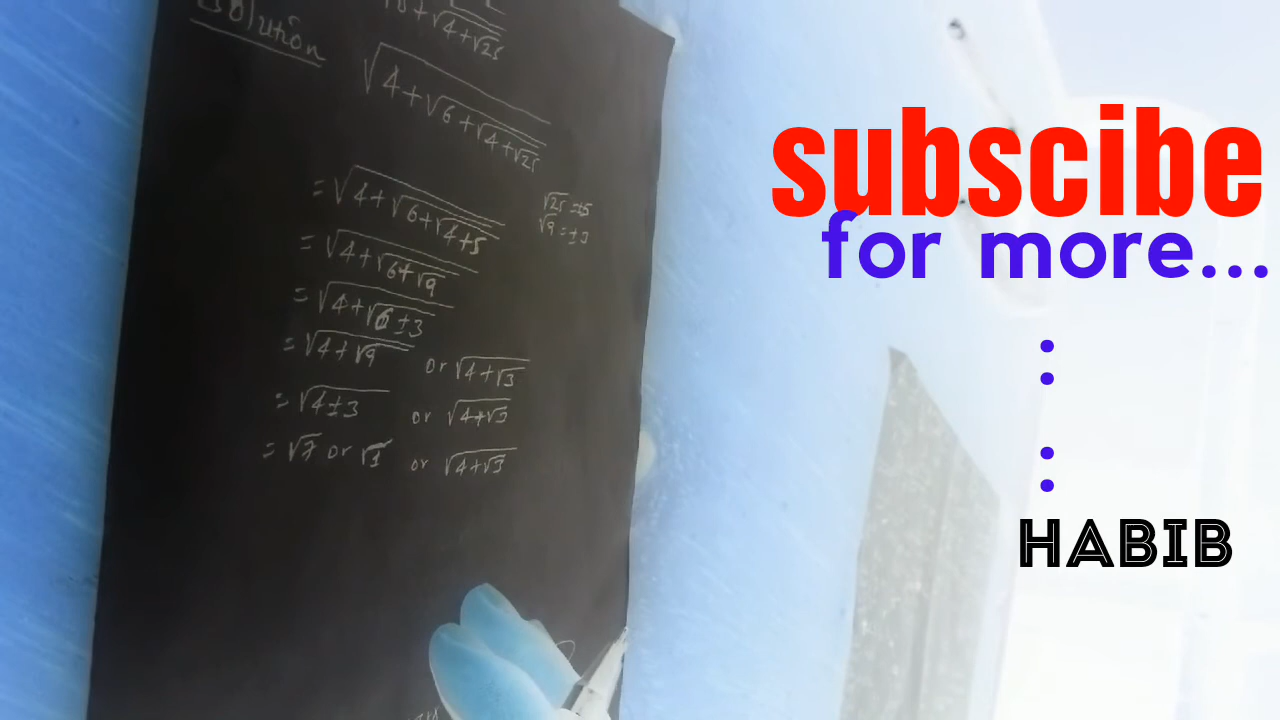 Solution
√4+√25
√4+√6+√4+√25
=√4+√6+√4+5
√25=±5
=√4+√6+√9
√9=±3
=√4+√6±3
=√4+√9 or √4+√3
=√4±3 or √4+√3
=√7 or √1 or √4+√3
subscibe
for more...
:
:
HABIB